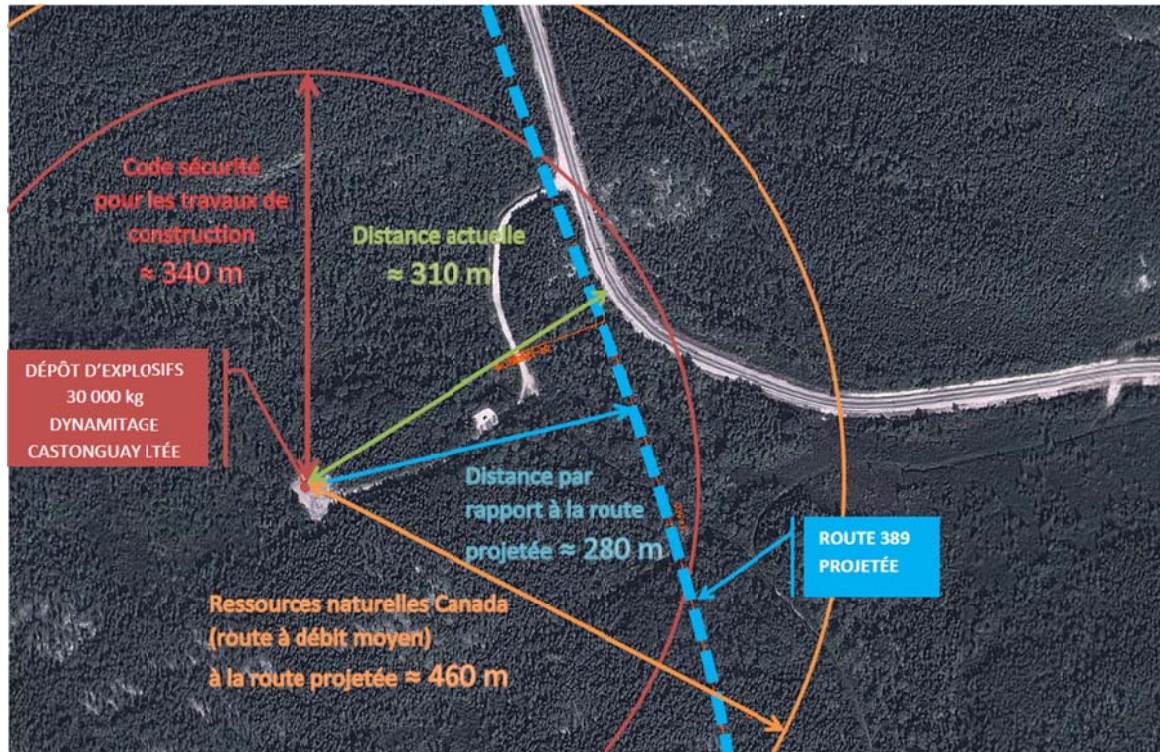 Code sécurité
pour les travaux de
construction
≈ 340 m
Distance actuelle
≈ 310 m
DÉPÔT D'EXPLOSIFS
30 000 kg
DYNAMITAGE
CASTONGUAY LTÉE
Distance par
rapport à la route
projetée ≈ 280 m
ROUTE 389
PROJETÉE
Ressources naturelles Canada
(route à débit moyen)
à la route projetée ≈ 460 m